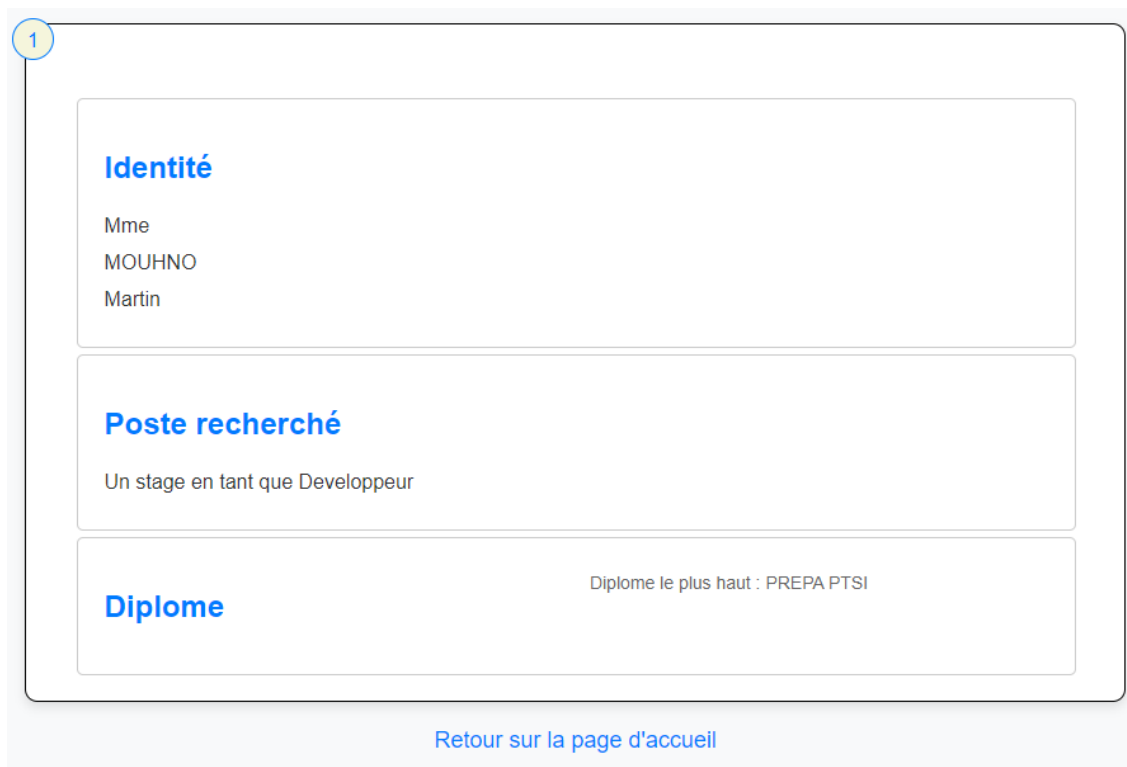 1
Identité
Mme
MOUHNO
Martin
Poste recherché
Un stage en tant que Developpeur
Diplome
Diplome le plus haut : PREPA PTSI
Retour sur la page d'accueil